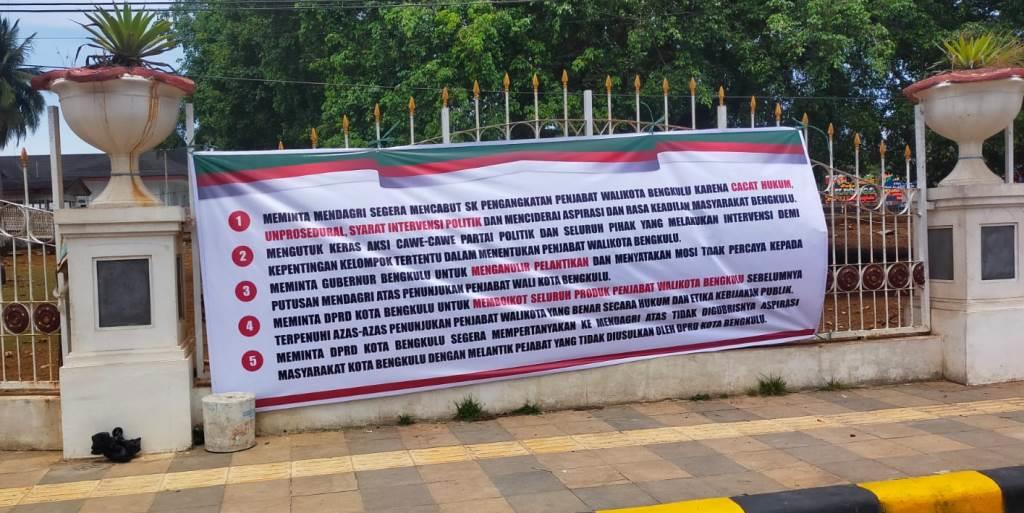 1 MEMINTA MENDAGRI SEGERA MENCABUT SK PENGANGKATAN PENJABAT WALIKOTA BENGKULU KARENA CACAT HUKUM,
UNPROSEDURAL, SYARAT INTERVENSI POLITIK DAN MENCIDERAI ASPIRASI DAN RASA KEADILAN MASYARAKAT BENGKULU.
2 MENGUTUK KERAS AKSI CAWE-CAWE PARTAI POLITIK DAN SELURUH PIHAK YANG MELAKUKAN INTERVENSI DEMI
KEPENTINGAN KELOMPOK TERTENTU DALAM MENENTUKAN PENJABAT WALIKOTA BENGKULU.
3 MEMINTA GUBERNUR BENGKULU UNTUK MENGANULIR PELANTIKAN DAN MENYATAKAN MOSI TIDAK PERCAYA KEPADA
PUTUSAN MENDAGRI ATAS PENUNJUKAN PENJABAT WALI KOTA BENGKULU.
4 MEMINTA DPRD KOTA BENGKULU UNTUK MEMBOIKOT SELURUH PRODUK PENJABAT WALIKOTA BENGKULU SEBELUMNYA
TERPENUHI AZAS-AZAS PENUNJUKAN PENJABAT WALIKOTA YANG BENAR SECARA HUKUM DAN ETIKA KEBIJAKAN PUBLIK.
5 MEMINTA DPRD KOTA BENGKULU SEGERA MEMPERTANYAKAN KE MENDAGRI ATAS TIDAK DIGUBRISNYA ASPIRASI
MASYARAKAT KOTA BENGKULU DENGAN MELANTIK PEJABAT YANG TIDAK DIUSULKAN OLEH DPRD KOTA BENGKULU.